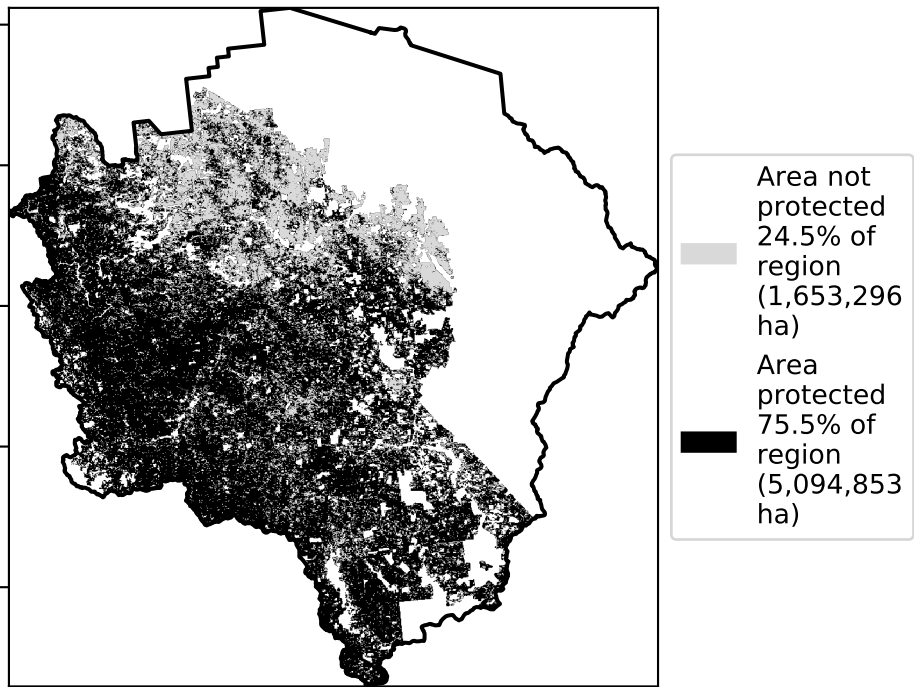 Area not
protected
24.5% of
region
(1,653,296
ha)
Area
protected
75.5% of
region
(5,094,853
ha)